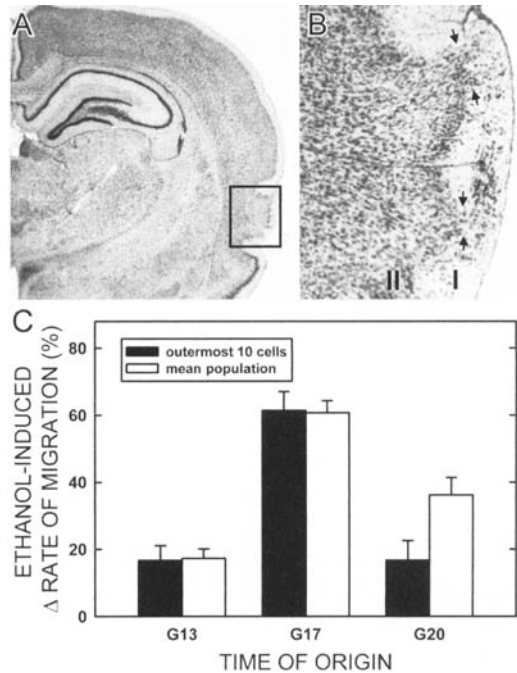 A
B
II
I
C
ETHANOL-INDUCED
Δ RATE OF MIGRATION (%)
80
60
40
20
0
outermost 10 cells
mean population
G13
G17
G20
TIME OF ORIGIN